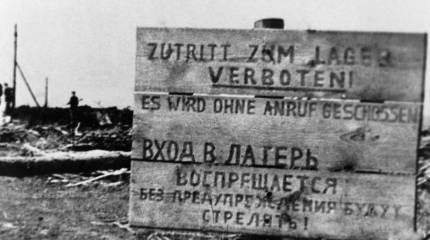 ZUTRITT ZUM LAGER
VERBOTEN!
ES WIRD OHNE ANRUF GESCHOSSEN
ВХОД В ЛАГЕРЬ
ВОСПРЕЩАЕТСЯ!
БЕЗ ПРЕДУПРЕЖДЕНИЯ БУДУТ
СТРЕЛЯТЬ!